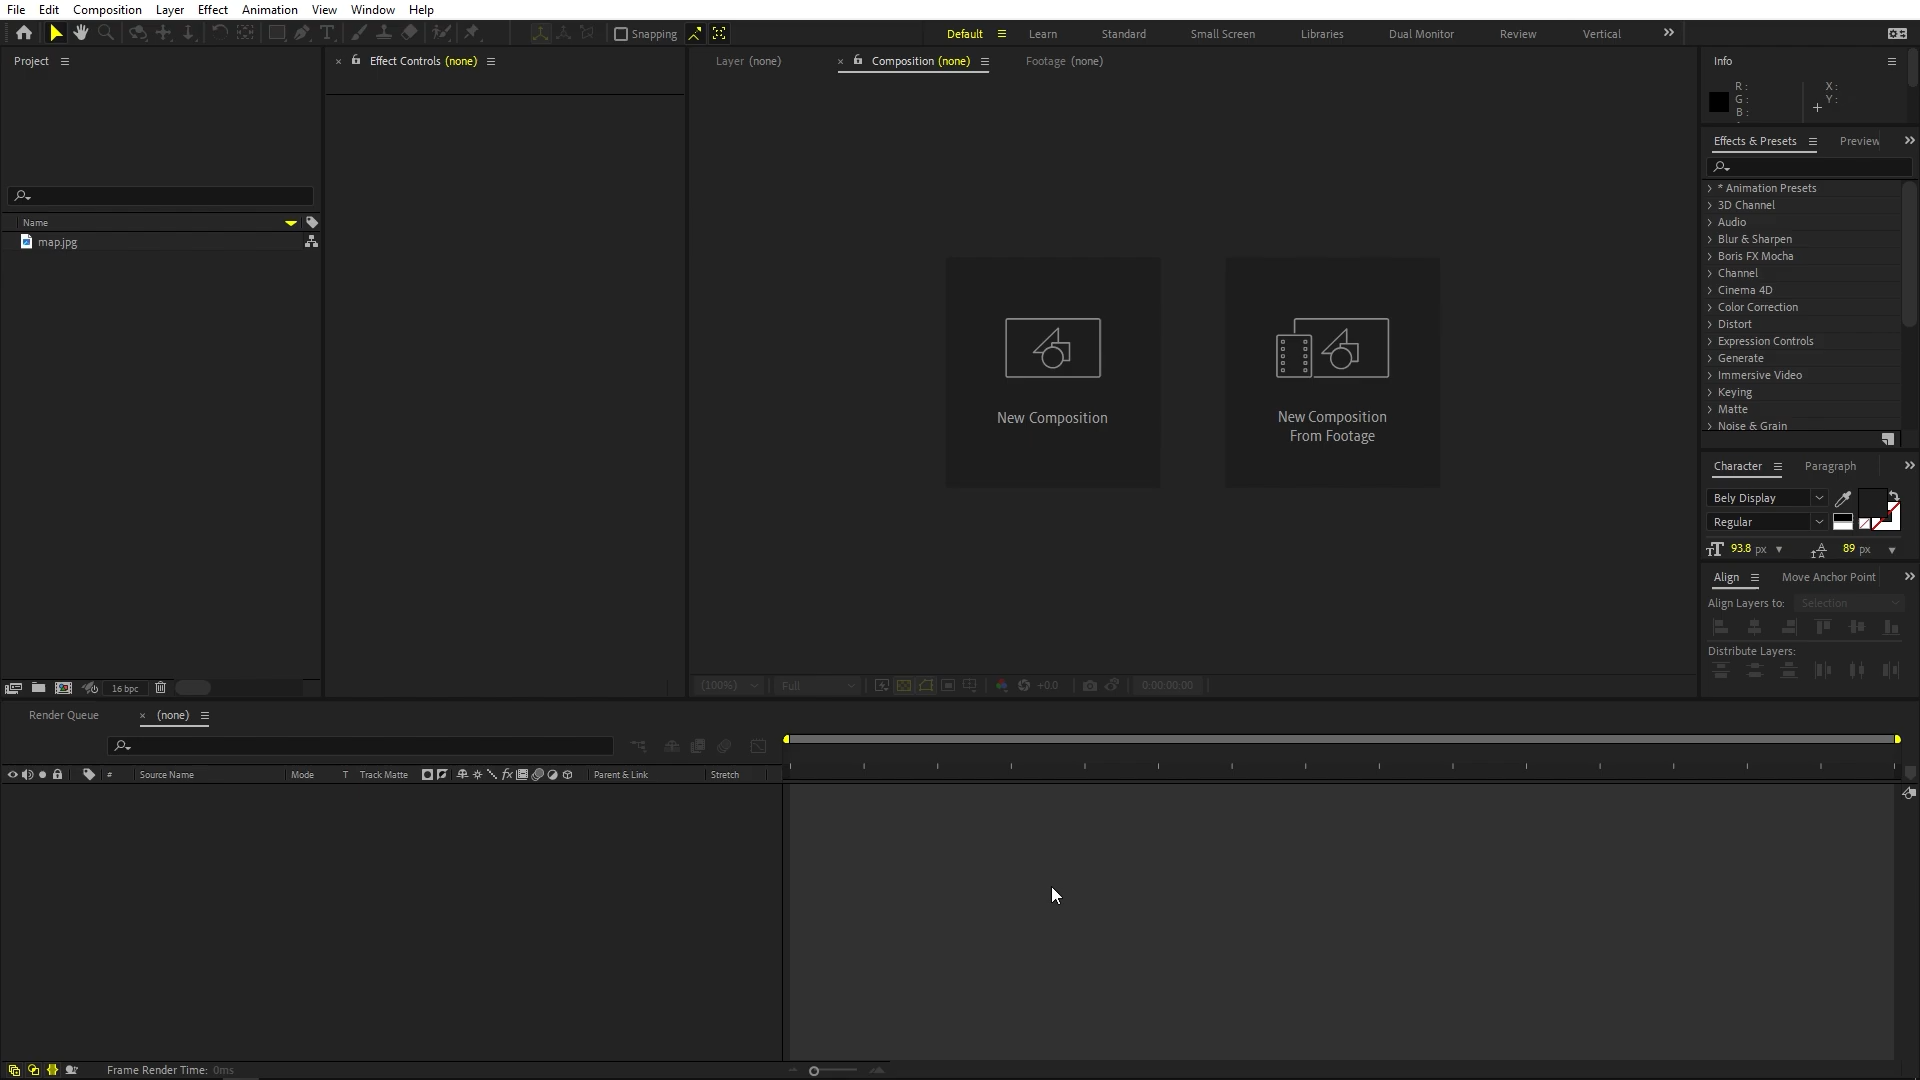 File Edit Composition Layer Effect Animation View Window Help
Snapping
Default Learn Standard Small Screen Libraries Dual Monitor Review Vertical
Project
Effect Controls (none)
Layer (none)
Composition (none)
Footage (none)
Info
R :
G :
B :
X :
Y :
Effects & Presets
Preview
* Animation Presets
3D Channel
Audio
Blur & Sharpen
Boris FX Mocha
Channel
Cinema 4D
Color Correction
Distort
Expression Controls
Generate
Immersive Video
Keying
Matte
Noise & Grain
Name
map.jpg
New Composition
New Composition
From Footage
Character
Paragraph
Bely Display
Regular
93.8 px
89 px
Align
Move Anchor Point
Align Layers to: Selection
Distribute Layers:
16 bpc
(100%)
Full
+0.0
0:00:00:00
Render Queue
(none)
# Source Name Mode T Track Matte fx Parent & Link Stretch
Frame Render Time: 0ms